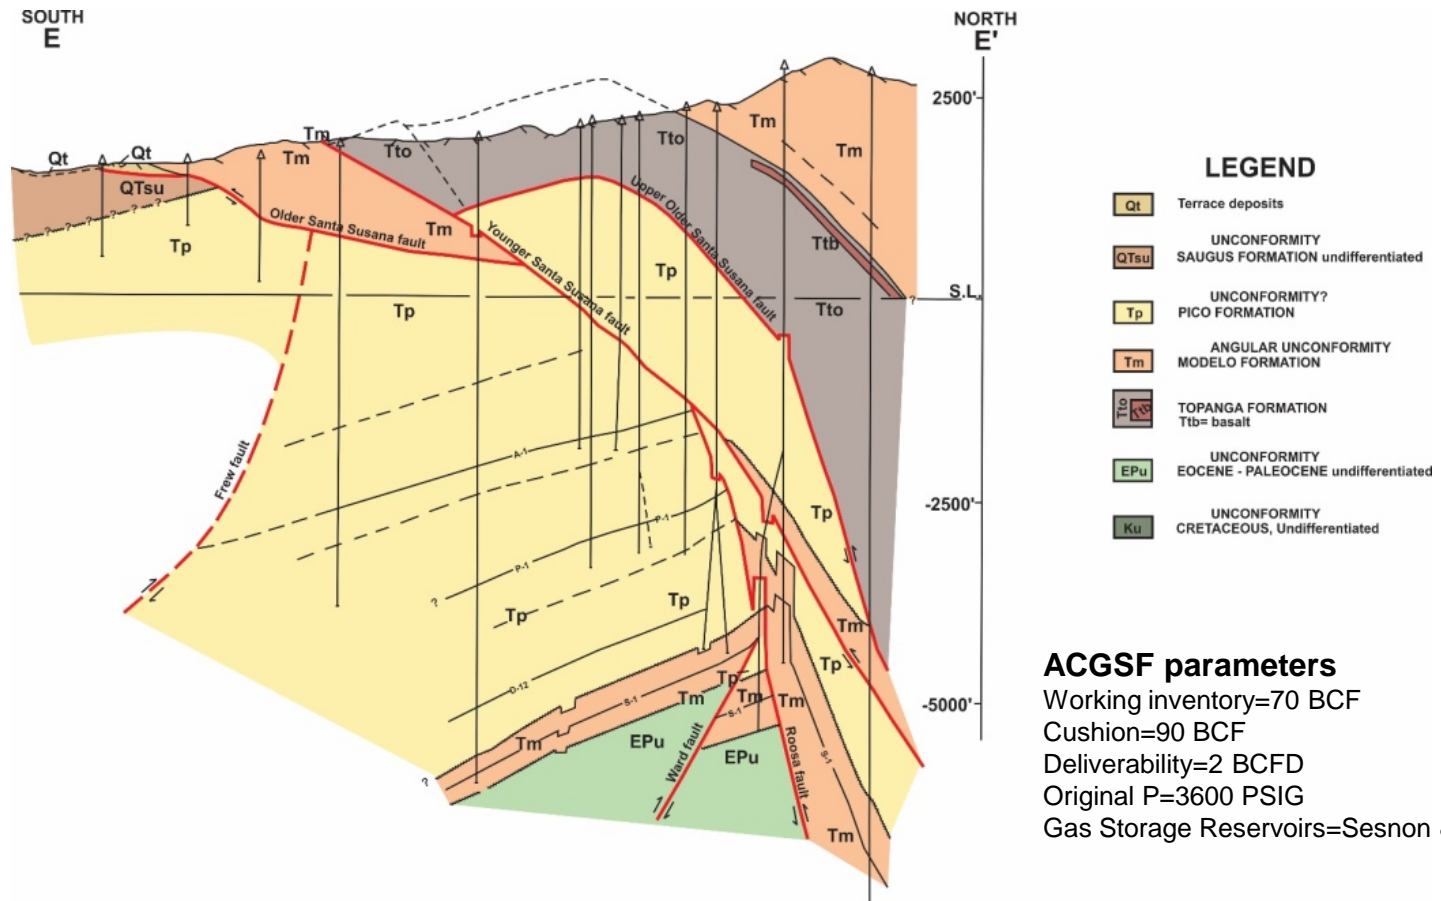 SOUTH
E
NORTH
E'
2500'
S.L.
-2500'
-5000'
Qt
Qt
QTsu
Tm
Tm
Tto
Tto
Tm
Tm
Ttb
Tto
Tp
Tm
Tp
Tp
Older Santa Susana fault
Younger Santa Susana fault
Upper Older Santa Susana fault
Frew fault
A-1
P-1
P-1
Tp
Tp
Tp
Tm
Tp
D-12
S-1
Tp
Tm
Tm
Tm
S-1
Tm
EPu
EPu
Ward fault
Roosa fault
S-1
Tm
LEGEND
Qt Terrace deposits
UNCONFORMITY
QTsu SAUGUS FORMATION undifferentiated
UNCONFORMITY?
Tp PICO FORMATION
ANGULAR UNCONFORMITY
Tm MODELO FORMATION
Tto Ttb TOPANGA FORMATION
Ttb= basalt
UNCONFORMITY
EPu EOCENE - PALEOCENE undifferentiated
UNCONFORMITY
Ku CRETACEOUS, Undifferentiated
ACGSF parameters
Working inventory=70 BCF
Cushion=90 BCF
Deliverability=2 BCFD
Original P=3600 PSIG
Gas Storage Reservoirs=Sesnon